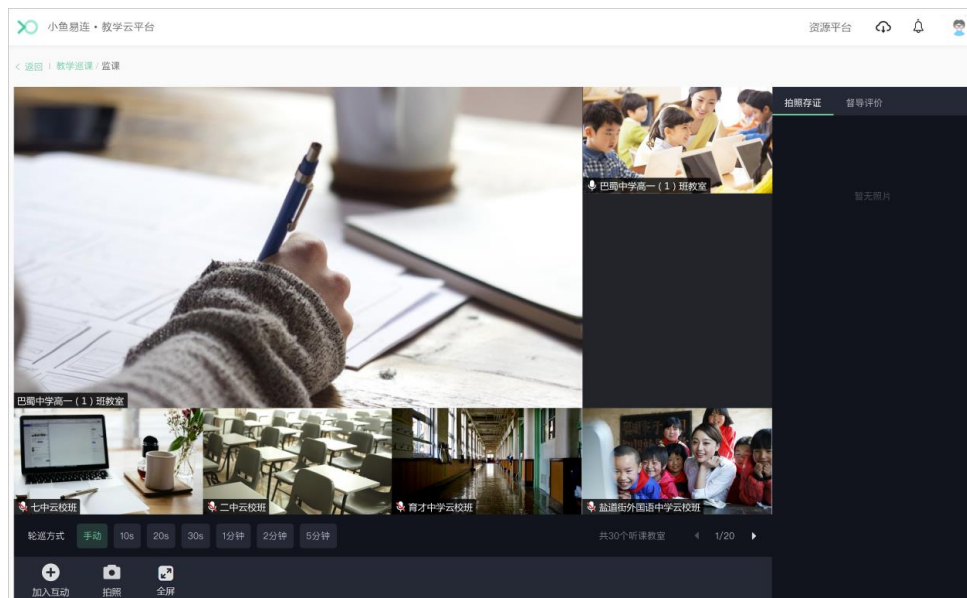 小鱼易连·教学云平台
资源平台
< 返回 | 教学巡课 / 监课
拍照存证 督导评价
暂无照片
巴蜀中学高一（1）班教室
巴蜀中学高一（1）班教室
七中云校班
二中云校班
育才中学云校班
盐道街外国语中学云校班
轮巡方式 手动 10s 20s 30s 1分钟 2分钟 5分钟
共30个听课教室 1/20
加入互动 拍照 全屏